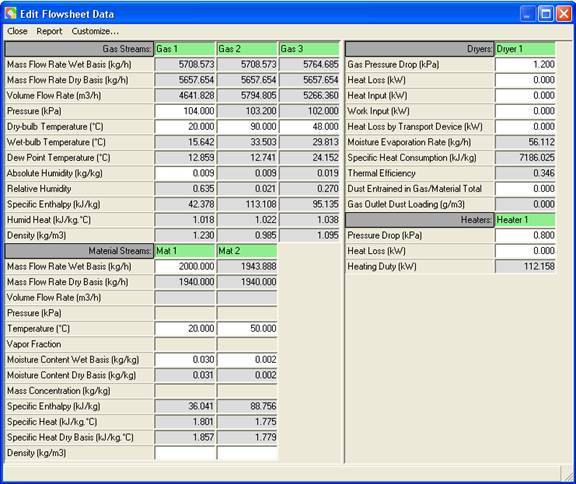 Edit Flowsheet Data
Close Report Customize...
Gas Streams: Gas 1 Gas 2 Gas 3
Mass Flow Rate Wet Basis (kg/h) 5708.573 5708.573 5764.685
Mass Flow Rate Dry Basis (kg/h) 5657.654 5657.654 5657.654
Volume Flow Rate (m3/h) 4641.828 5794.805 5266.360
Pressure (kPa) 104.000 103.200 102.000
Dry-bulb Temperature (°C) 20.000 90.000 48.000
Wet-bulb Temperature (°C) 15.642 33.503 29.813
Dew Point Temperature (°C) 12.859 12.741 24.152
Absolute Humidity (kg/kg) 0.009 0.009 0.019
Relative Humidity 0.635 0.021 0.270
Specific Enthalpy (kJ/kg) 42.378 113.108 95.135
Humid Heat (kJ/kg.°C) 1.018 1.022 1.038
Density (kg/m3) 1.230 0.985 1.095
Material Streams: Mat 1 Mat 2
Mass Flow Rate Wet Basis (kg/h) 2000.000 1943.888
Mass Flow Rate Dry Basis (kg/h) 1940.000 1940.000
Volume Flow Rate (m3/h)
Pressure (kPa)
Temperature (°C) 20.000 50.000
Vapor Fraction
Moisture Content Wet Basis (kg/kg) 0.030 0.002
Moisture Content Dry Basis (kg/kg) 0.031 0.002
Mass Concentration (kg/kg)
Specific Enthalpy (kJ/kg) 36.041 88.756
Specific Heat (kJ/kg.°C) 1.801 1.775
Specific Heat Dry Basis (kJ/kg.°C) 1.857 1.779
Density (kg/m3)
Dryers: Dryer 1
Gas Pressure Drop (kPa) 1.200
Heat Loss (kW) 0.000
Heat Input (kW) 0.000
Work Input (kW) 0.000
Heat Loss by Transport Device (kW) 0.000
Moisture Evaporation Rate (kg/h) 56.112
Specific Heat Consumption (kJ/kg) 7186.025
Thermal Efficiency 0.346
Dust Entrained in Gas/Material Total 0.000
Gas Outlet Dust Loading (g/m3) 0.000
Heaters: Heater 1
Pressure Drop (kPa) 0.800
Heat Loss (kW) 0.000
Heating Duty (kW) 112.158